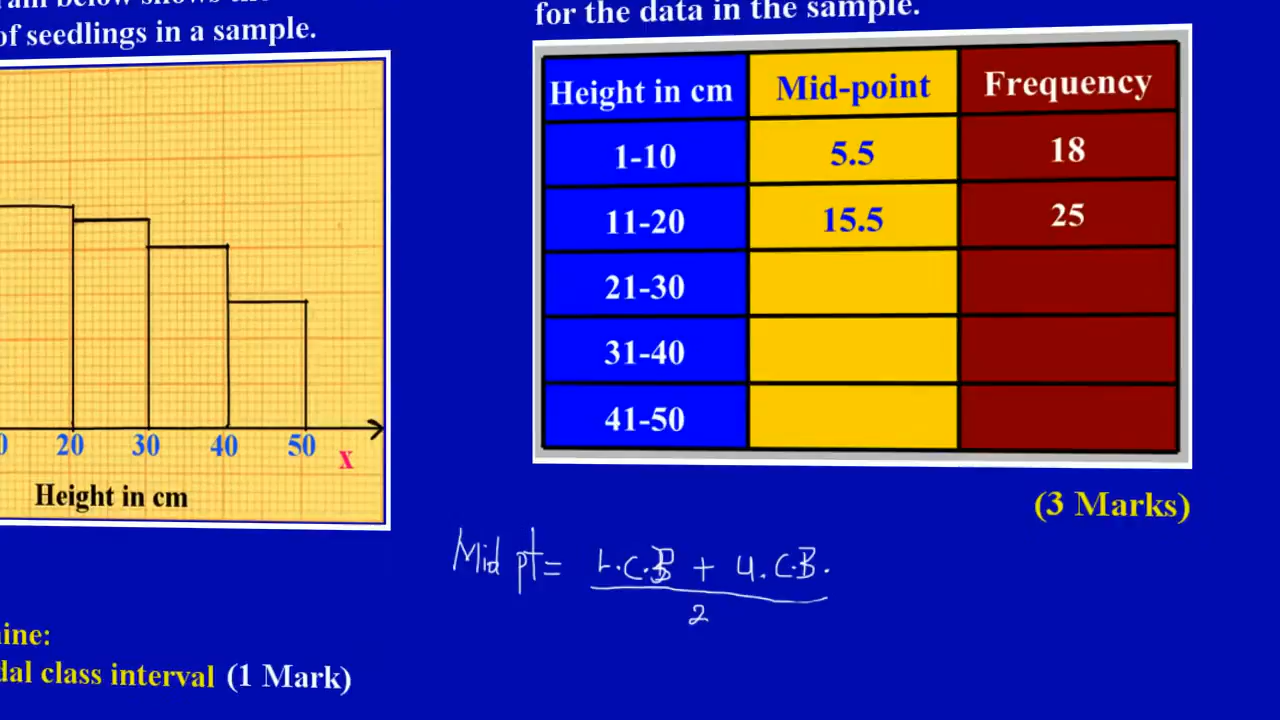 of seedlings in a sample.
for the data in the sample.
Height in cm Mid-point Frequency
1-10 5.5 18
11-20 15.5 25
21-30
31-40
41-50
20 30 40 50 x
Height in cm
(3 Marks)
Mid pt = L.C.B + U.C.B.
2
dal class interval (1 Mark)